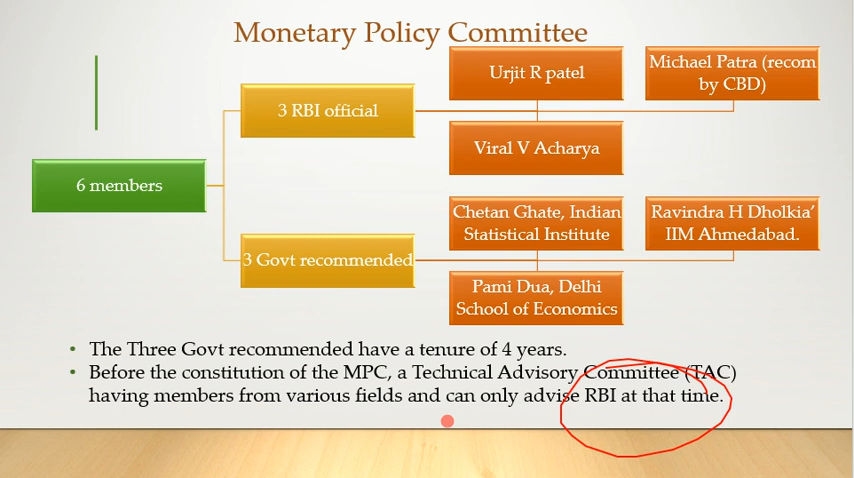 Monetary Policy Committee
Urjit R patel
Michael Patra (recom
by CBD)
3 RBI official
Viral V Acharya
6 members
Chetan Ghate, Indian
Statistical Institute
Ravindra H Dholkia’
IIM Ahmedabad.
3 Govt recommended
Pami Dua, Delhi
School of Economics
• The Three Govt recommended have a tenure of 4 years.
• Before the constitution of the MPC, a Technical Advisory Committee (TAC)
having members from various fields and can only advise RBI at that time.